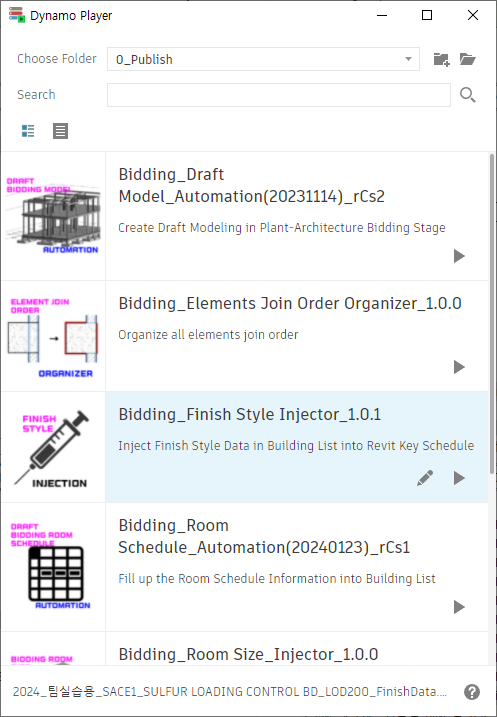 Dynamo Player
Choose Folder
0_Publish
Search
DRAFT
BIDDING MODEL
AUTOMATION
Bidding_Draft
Model_Automation(20231114)_rCs2
Create Draft Modeling in Plant-Architecture Bidding Stage
ELEMENT JOIN
ORDER
ORGANIZER
Bidding_Elements Join Order Organizer_1.0.0
Organize all elements join order
FINISH
STYLE
INJECTION
Bidding_Finish Style Injector_1.0.1
Inject Finish Style Data in Building List into Revit Key Schedule
DRAFT
BIDDING ROOM
SCHEDULE
AUTOMATION
Bidding_Room
Schedule_Automation(20240123)_rCs1
Fill up the Room Schedule Information into Building List
BIDDING ROOM
Bidding_Room Size_Injector_1.0.0
2024_팀실습용_SACE1_SULFUR LOADING CONTROL BD_LOD200_FinishData....